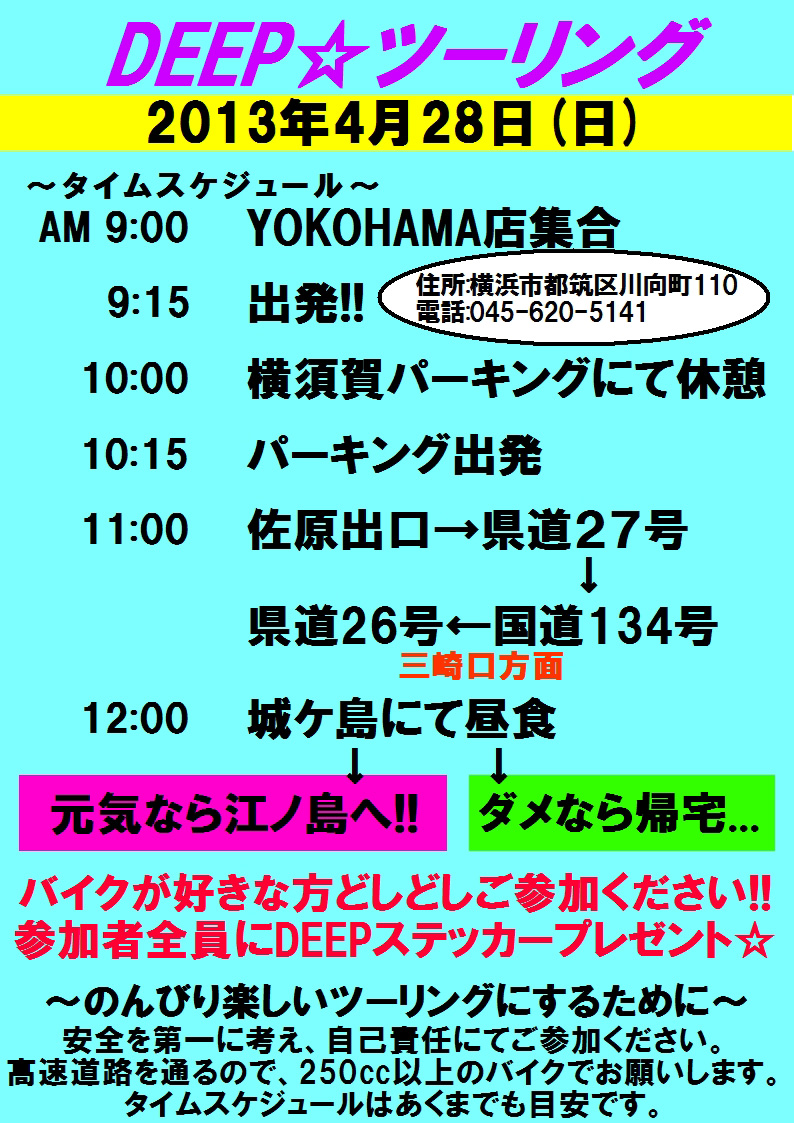 DEEP☆ツーリング
2013年4月28日(日)
～タイムスケジュール～
AM 9:00 YOKOHAMA店集合
住所:横浜市都筑区川向町110
電話:045-620-5141
9:15 出発!!
10:00 横須賀パーキングにて休憩
10:15 パーキング出発
11:00 佐原出口→県道27号
↓
県道26号←国道134号
三崎口方面
12:00 城ケ島にて昼食
↓ ↓
元気なら江ノ島へ!! ダメなら帰宅...
バイクが好きな方どしどしご参加ください!!
参加者全員にDEEPステッカープレゼント☆
～のんびり楽しいツーリングにするために～
安全を第一に考え、自己責任にてご参加ください。
高速道路を通るので、250cc以上のバイクでお願いします。
タイムスケジュールはあくまでも目安です。